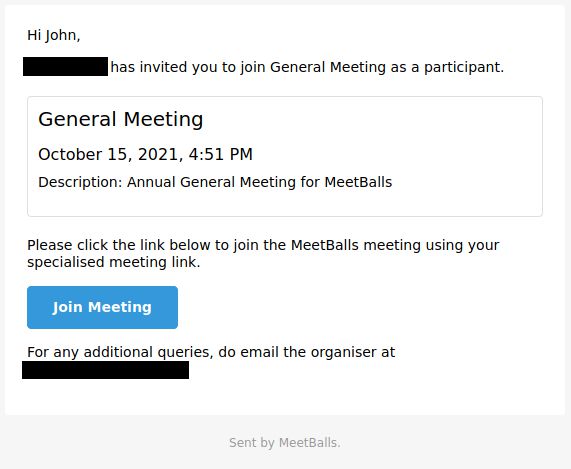 Hi John,
has invited you to join General Meeting as a participant.
General Meeting
October 15, 2021, 4:51 PM
Description: Annual General Meeting for MeetBalls
Please click the link below to join the MeetBalls meeting using your
specialised meeting link.
Join Meeting
For any additional queries, do email the organiser at
Sent by MeetBalls.